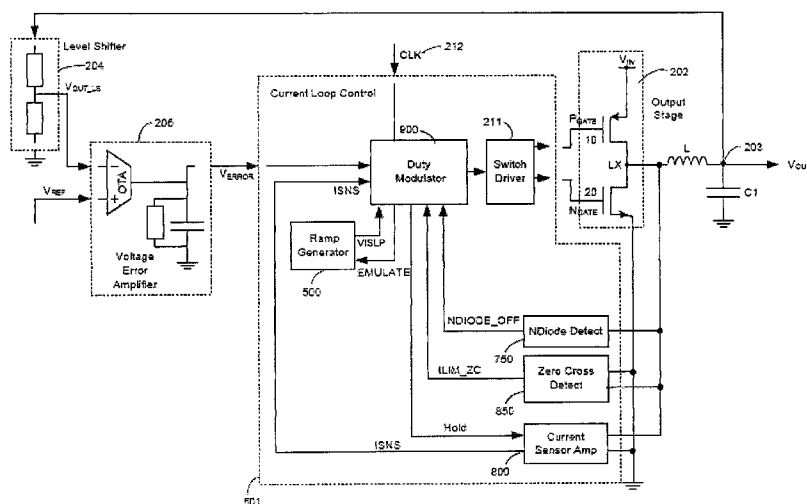 Level Shifter
204
VOUT_LS
206
VREF
OTA
Voltage
Error
Amplifier
VERROR
CLK
212
Current Loop Control
900
211
Duty
Modulator
Switch
Driver
ISNS
Ramp
Generator
VISLP
EMULATE
500
202
VIN
Output
Stage
PGATE
10
LX
20
NGATE
L
203
C1
NDIODE_OFF
NDiode Detect
750
ILIM_ZC
Zero Cross
Detect
850
Hold
ISNS
Current
Sensor Amp
800